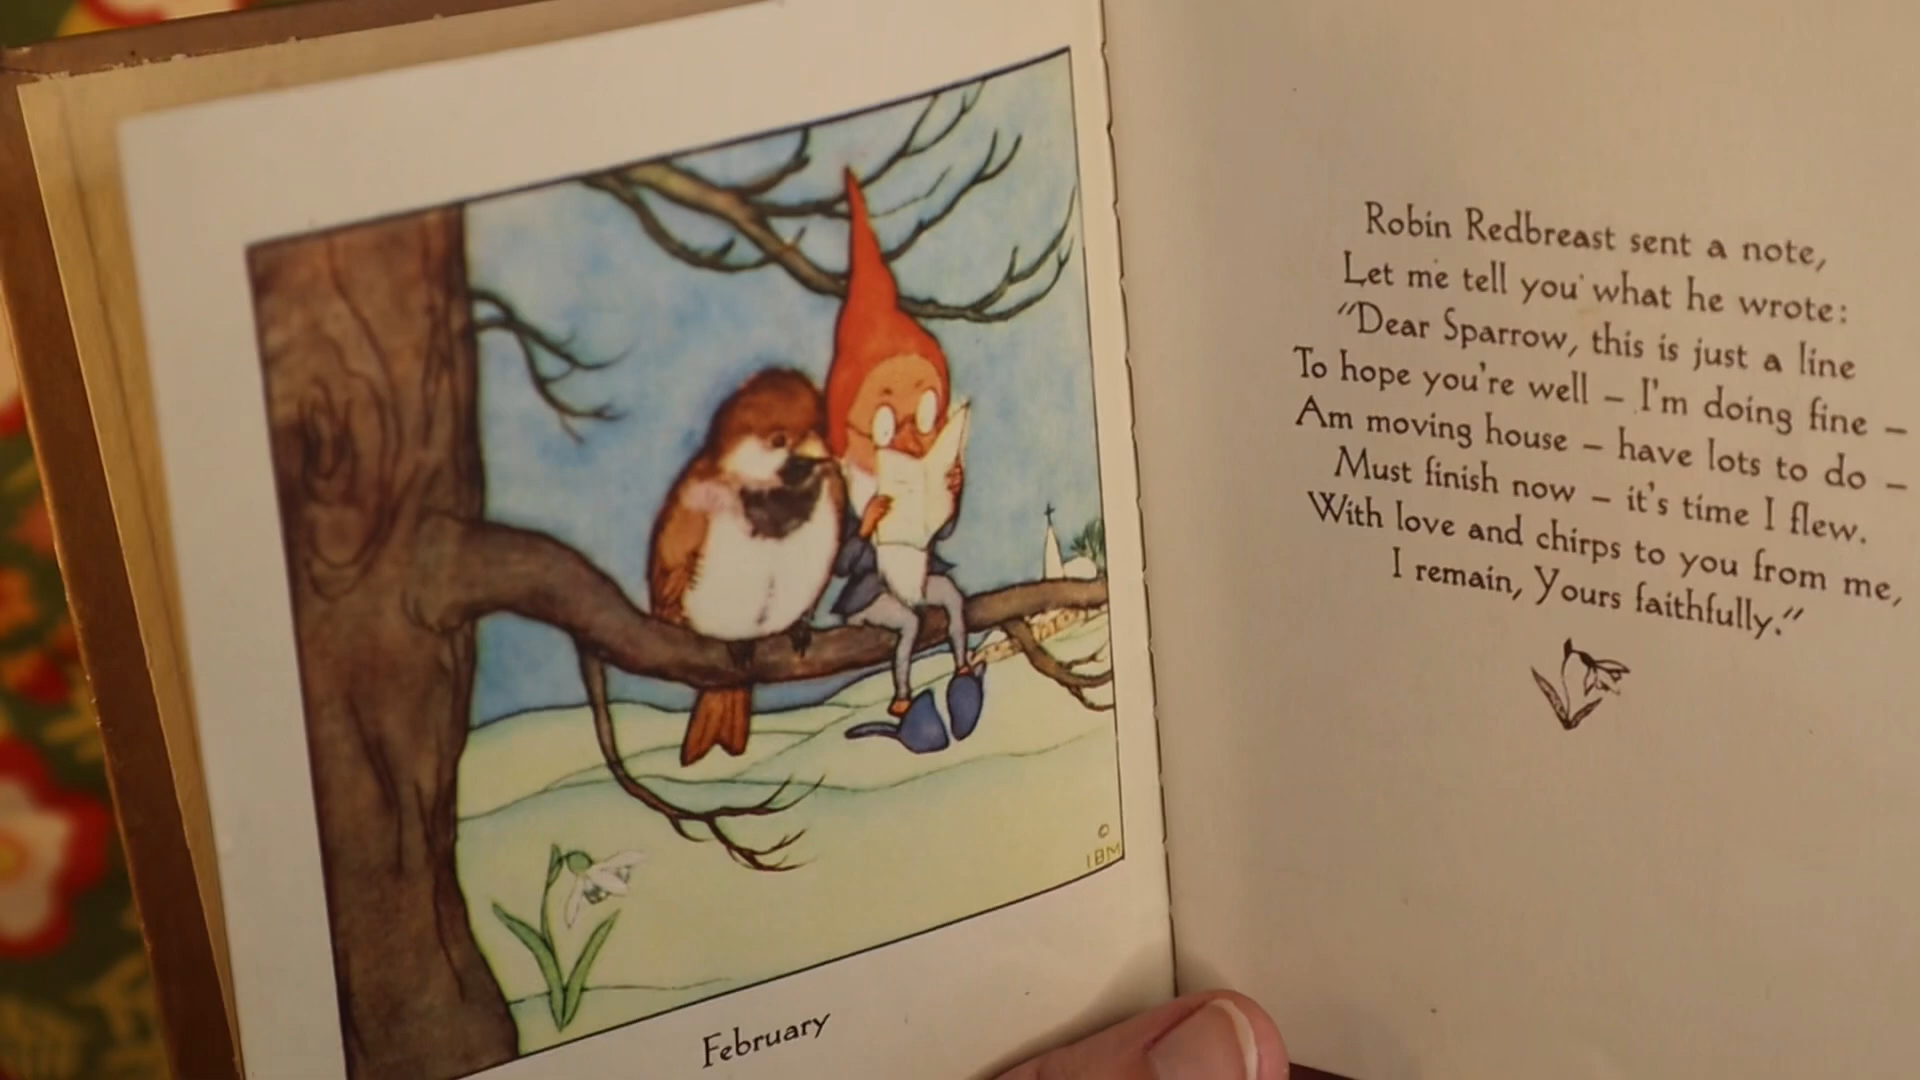 © 
IBM
February
Robin Redbreast sent a note,
Let me tell you what he wrote:
"Dear Sparrow, this is just a line
To hope you're well – I'm doing fine –
Am moving house – have lots to do –
Must finish now – it's time I flew.
With love and chirps to you from me,
I remain, Yours faithfully."